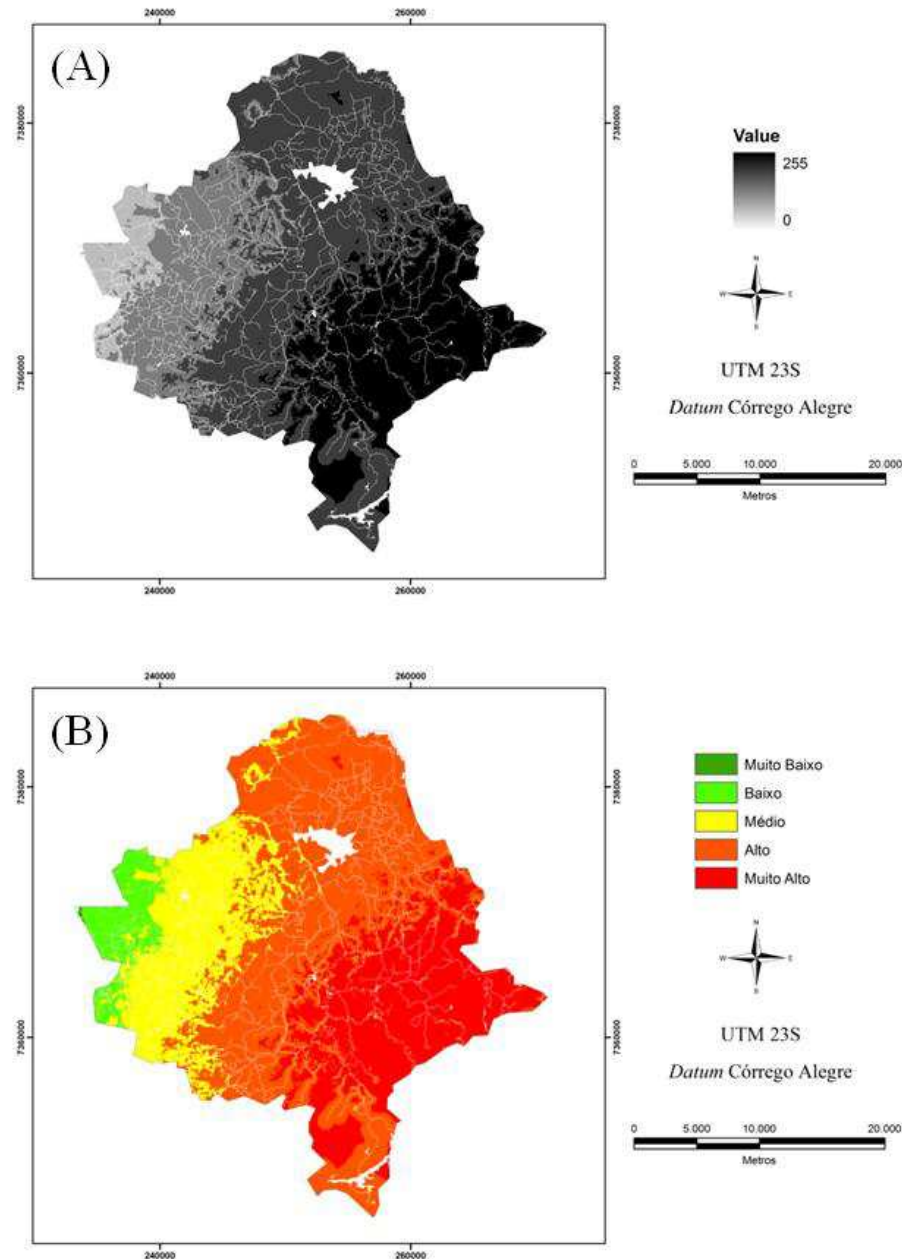 240000
260000
(A)
7380000
7360000
Value
255
0
N
W
E
S
UTM 23S
Datum Córrego Alegre
0
5.000
10.000
20.000
Metros
240000
260000
240000
260000
(B)
7380000
7360000
Muito Baixo
Baixo
Médio
Alto
Muito Alto
N
W
E
S
UTM 23S
Datum Córrego Alegre
0
5.000
10.000
20.000
Metros
240000
260000